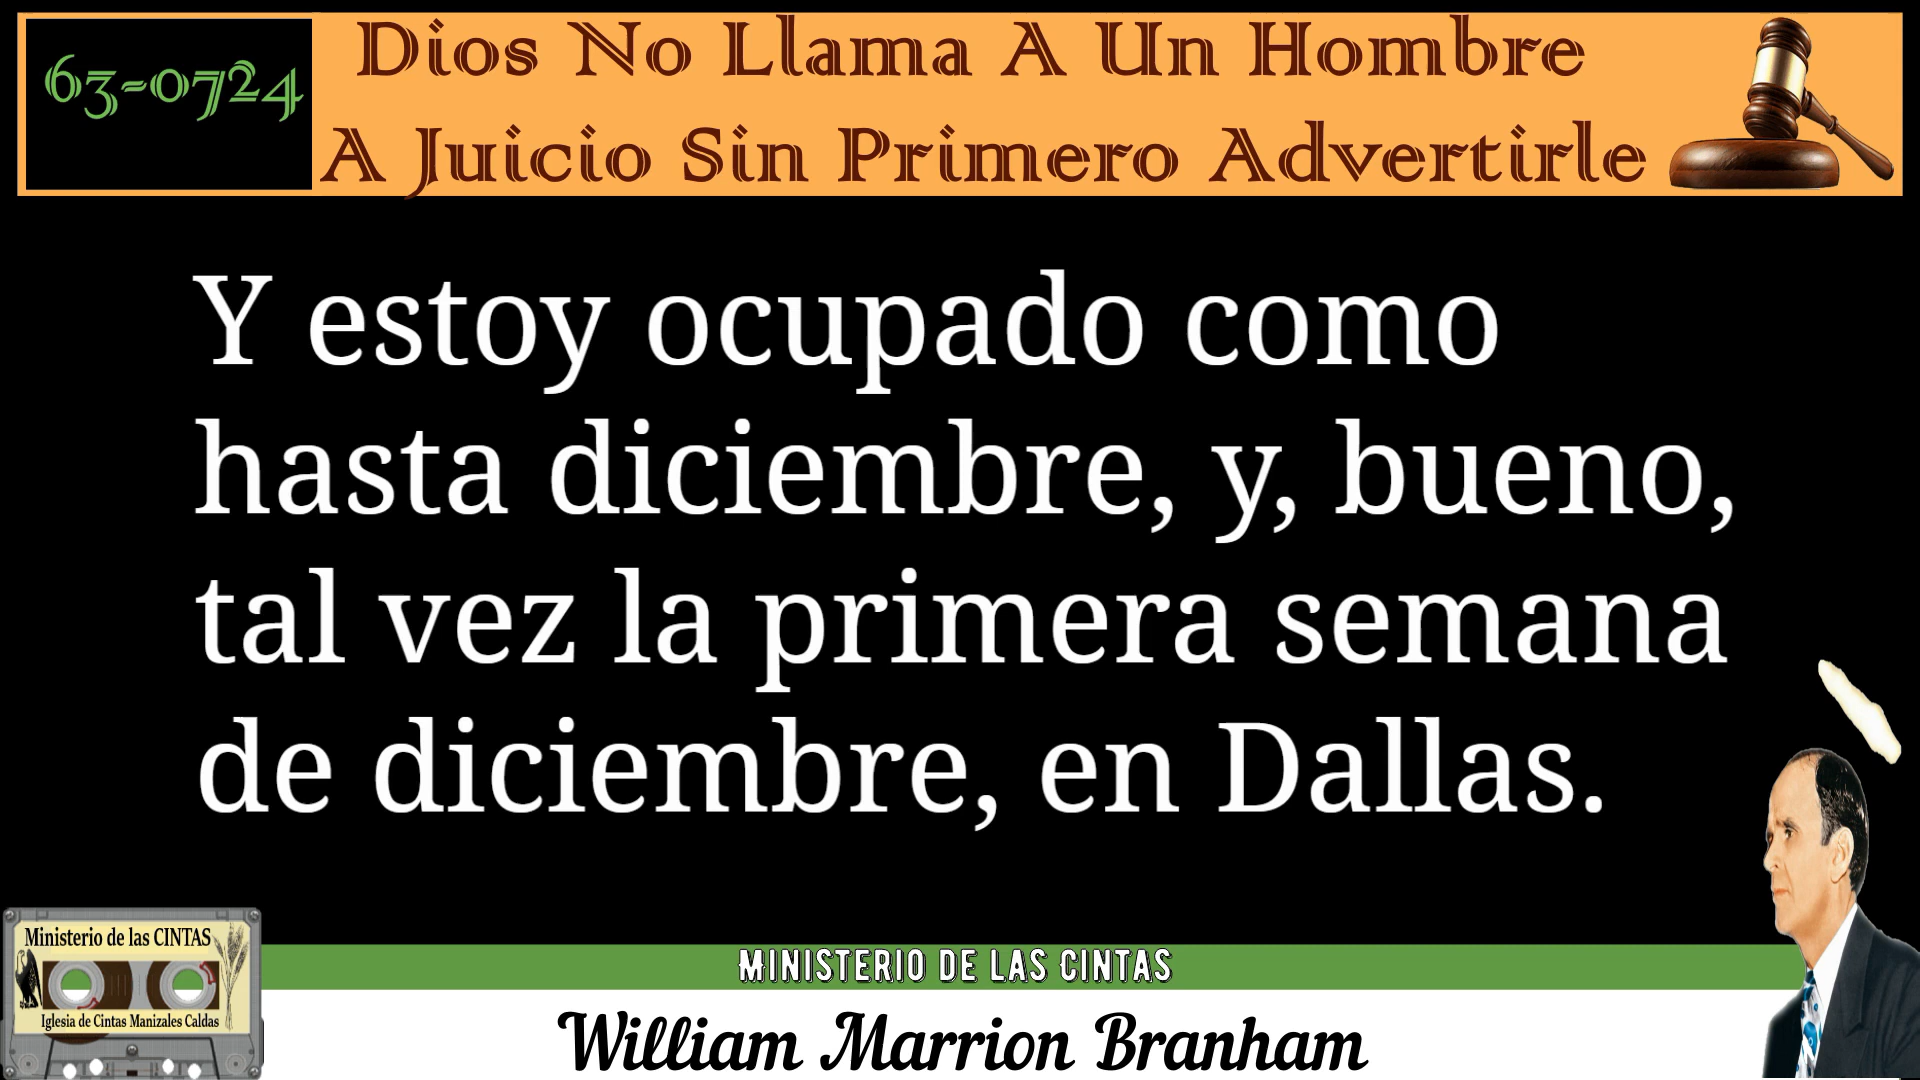 63-0724
Dios No Llama A Un Hombre
A Juicio Sin Primero Advertirle
Y estoy ocupado como
hasta diciembre, y, bueno,
tal vez la primera semana
de diciembre, en Dallas.
Ministerio de las CINTAS
Iglesia de Cintas Manizales Caldas
MINISTERIO DE LAS CINTAS
William Marrion Branham